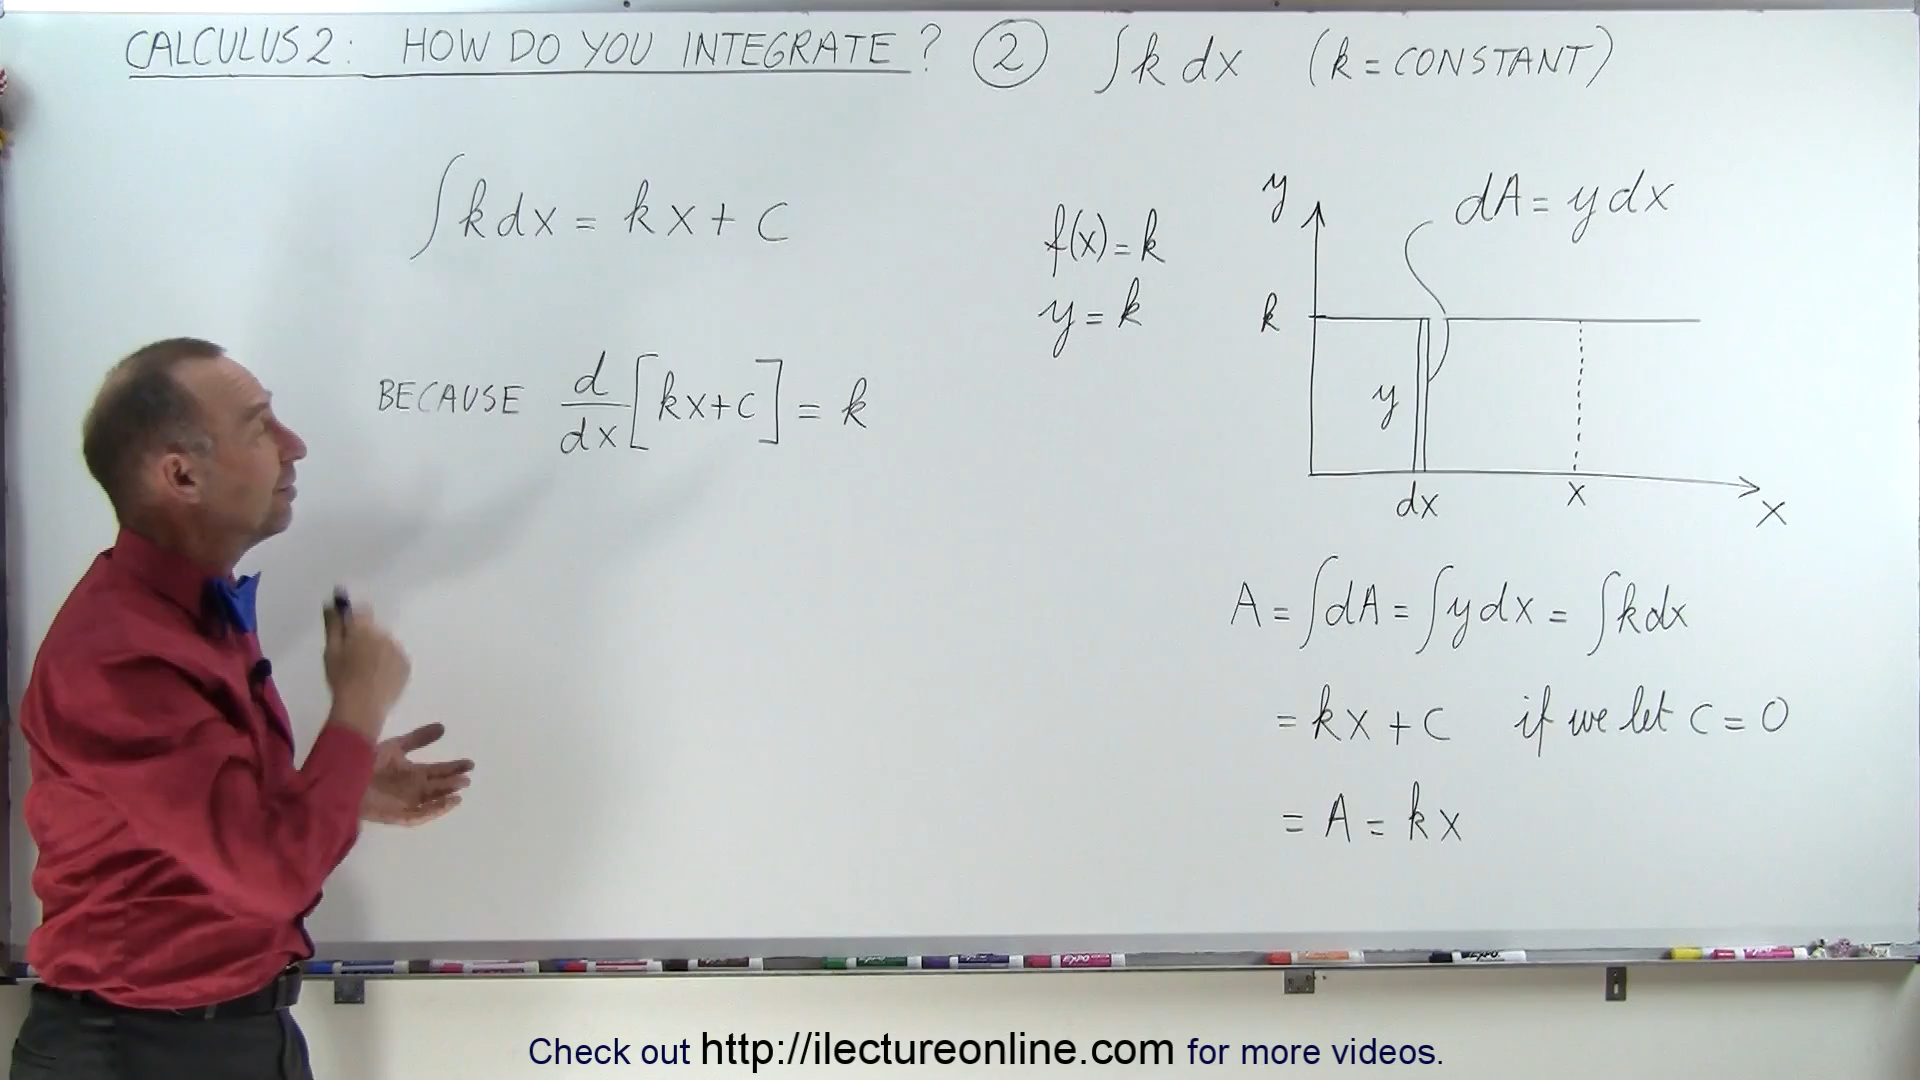 CALCULUS 2: HOW DO YOU INTEGRATE? ② ∫k dx (k = CONSTANT)
∫k dx = kx + C
BECAUSE d/dx [kx+C] = k
f(x) = k
y = k
y
dA = y dx
k
y
dx
x
x
A = ∫dA = ∫y dx = ∫k dx
= kx + C if we let C = 0
= A = kx
Check out http://ilectureonline.com for more videos.